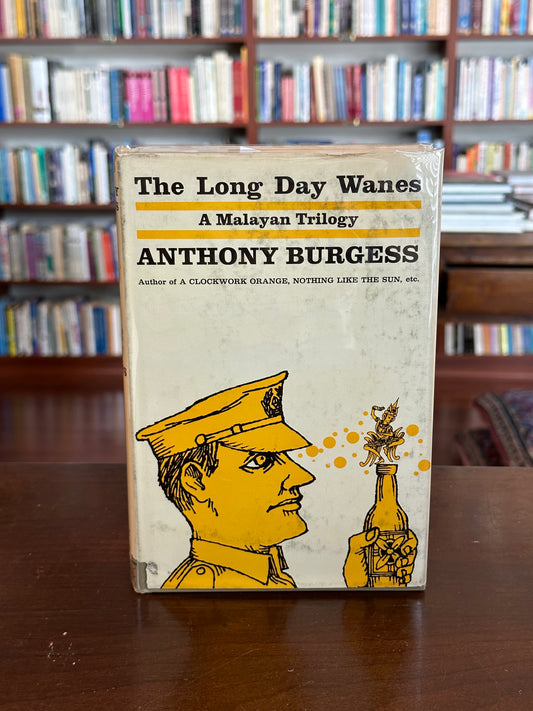 The Long Day Wanes
A Malayan Trilogy
ANTHONY BURGESS
Author of A CLOCKWORK ORANGE, NOTHING LIKE THE SUN, etc.